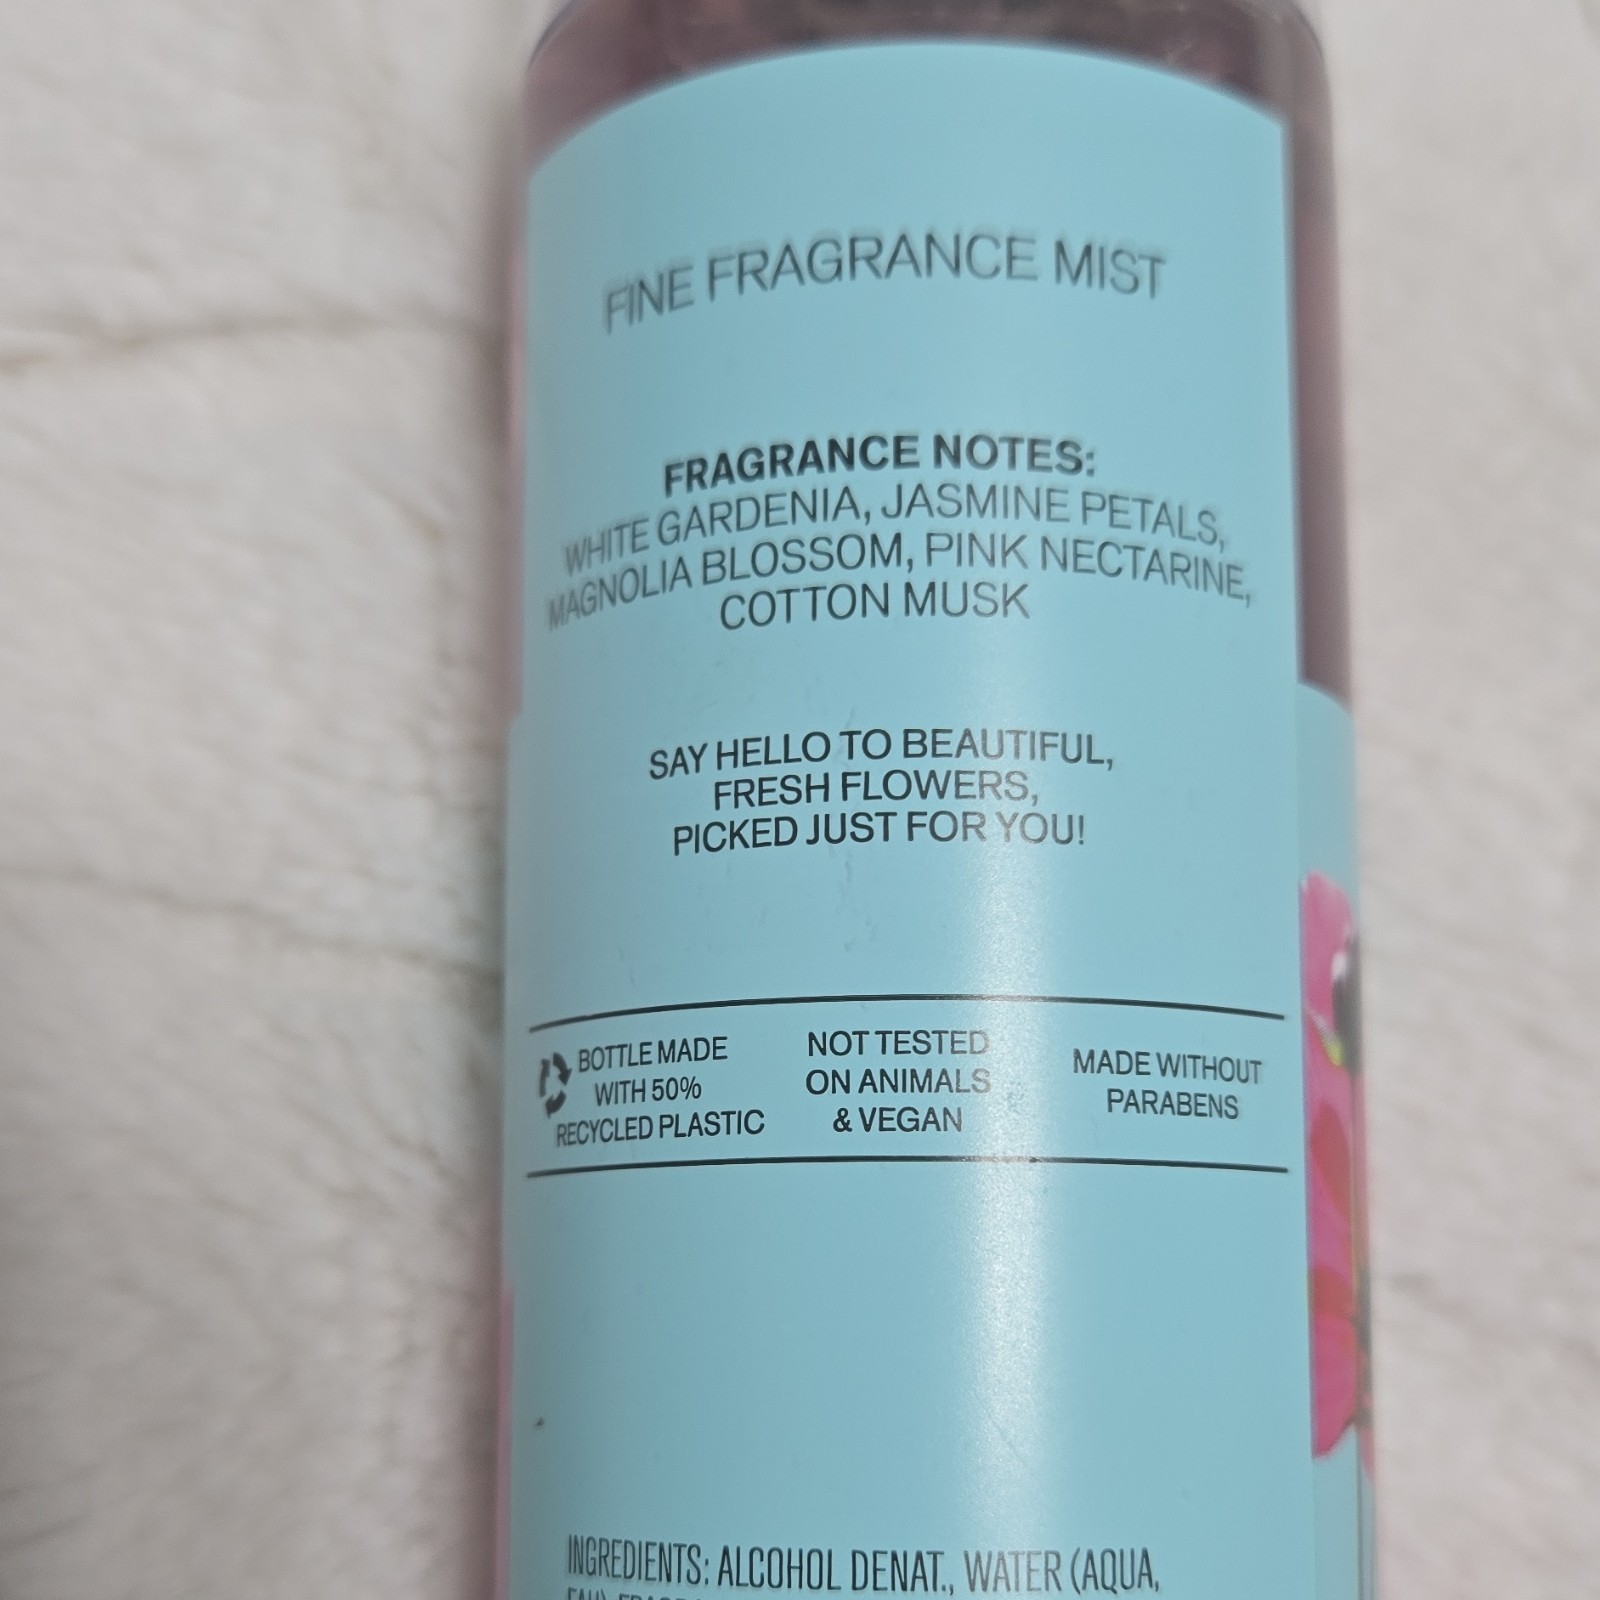 FINE FRAGRANCE MIST
FRAGRANCE NOTES:
WHITE GARDENIA, JASMINE PETALS,
MAGNOLIA BLOSSOM, PINK NECTARINE,
COTTON MUSK
SAY HELLO TO BEAUTIFUL,
FRESH FLOWERS,
PICKED JUST FOR YOU!
BOTTLE MADE
WITH 50%
RECYCLED PLASTIC
NOT TESTED
ON ANIMALS
& VEGAN
MADE WITHOUT
PARABENS
INGREDIENTS: ALCOHOL DENAT., WATER (AQUA,